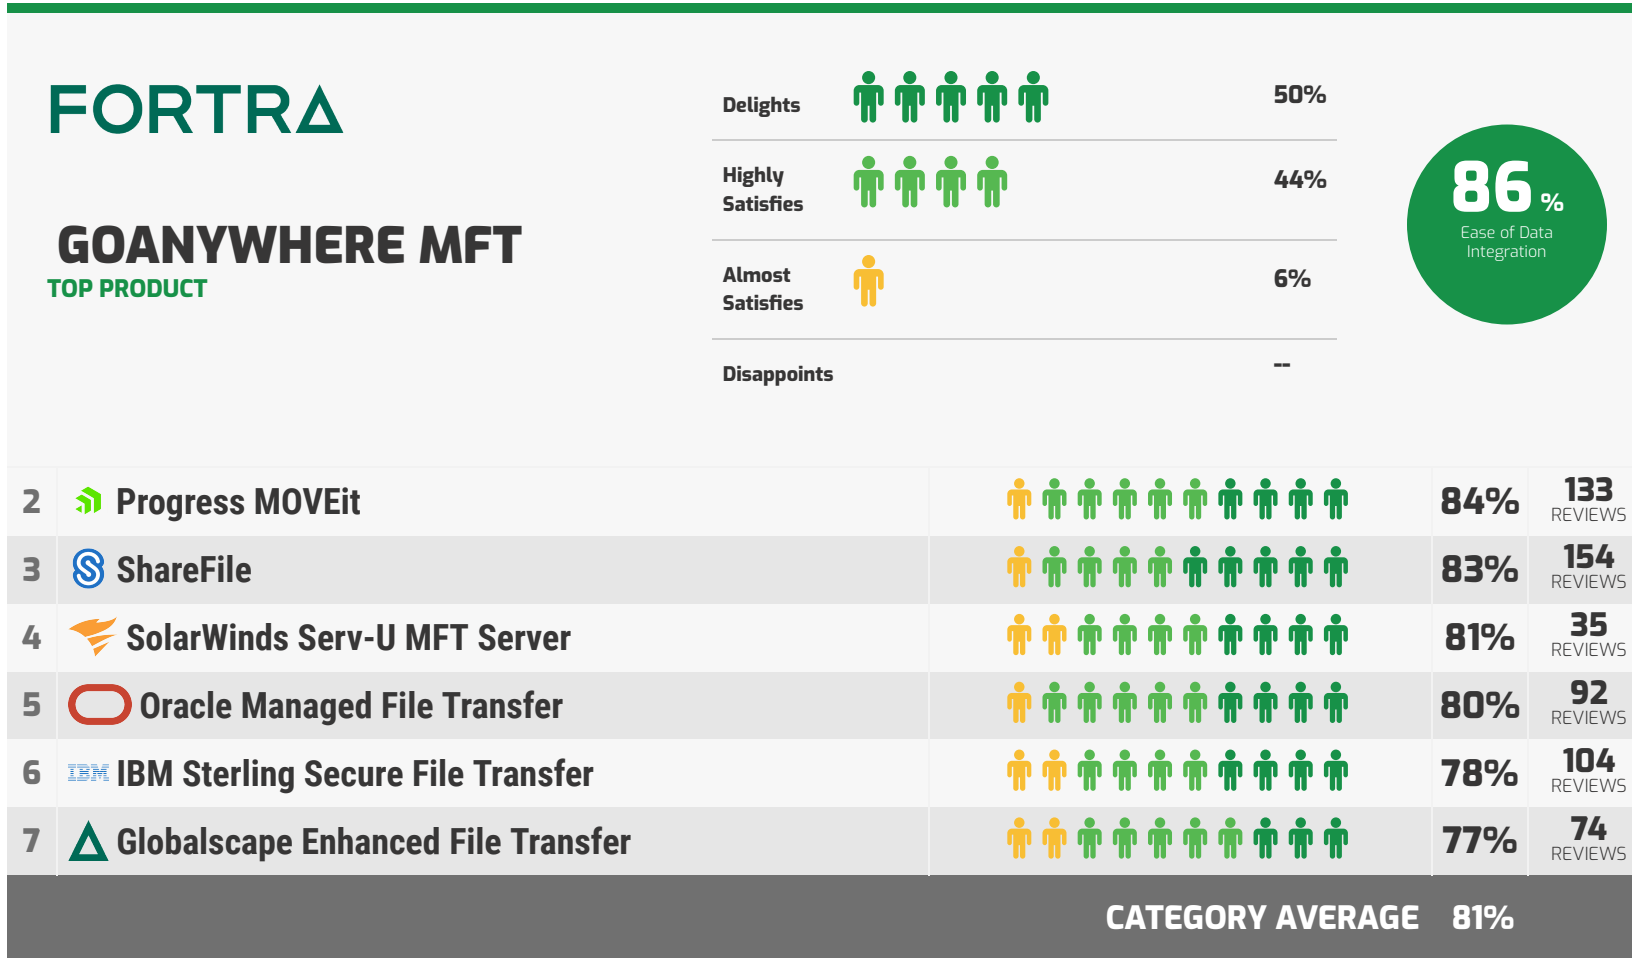 FORTRA
GOANYWHERE MFT
TOP PRODUCT
Delights 50%
Highly
Satisfies 44%
Almost
Satisfies 6%
Disappoints --
86 %
Ease of Data
Integration
2 Progress MOVEit 84% 133
REVIEWS
3 ShareFile 83% 154
REVIEWS
4 SolarWinds Serv-U MFT Server 81% 35
REVIEWS
5 Oracle Managed File Transfer 80% 92
REVIEWS
6 IBM IBM Sterling Secure File Transfer 78% 104
REVIEWS
7 Globalscape Enhanced File Transfer 77% 74
REVIEWS
CATEGORY AVERAGE 81%